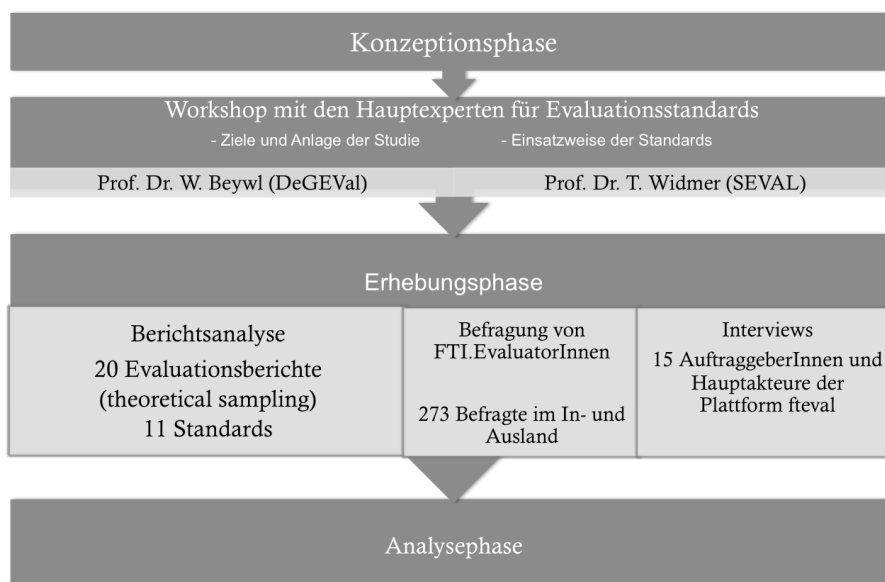 Konzeptionsphase
Workshop mit den Hauptexperten für Evaluationsstandards
- Ziele und Anlage der Studie
- Einsatzweise der Standards
Prof. Dr. W. Beywl (DeGEVal)
Prof. Dr. T. Widmer (SEVAL)
Erhebungsphase
Berichtsanalyse
20 Evaluationsberichte
(theoretical sampling)
11 Standards
Befragung von
FTI.EvaluatorInnen
273 Befragte im In- und
Ausland
Interviews
15 AuftraggeberInnen und
Hauptakteure der
Plattform fteval
Analysephase